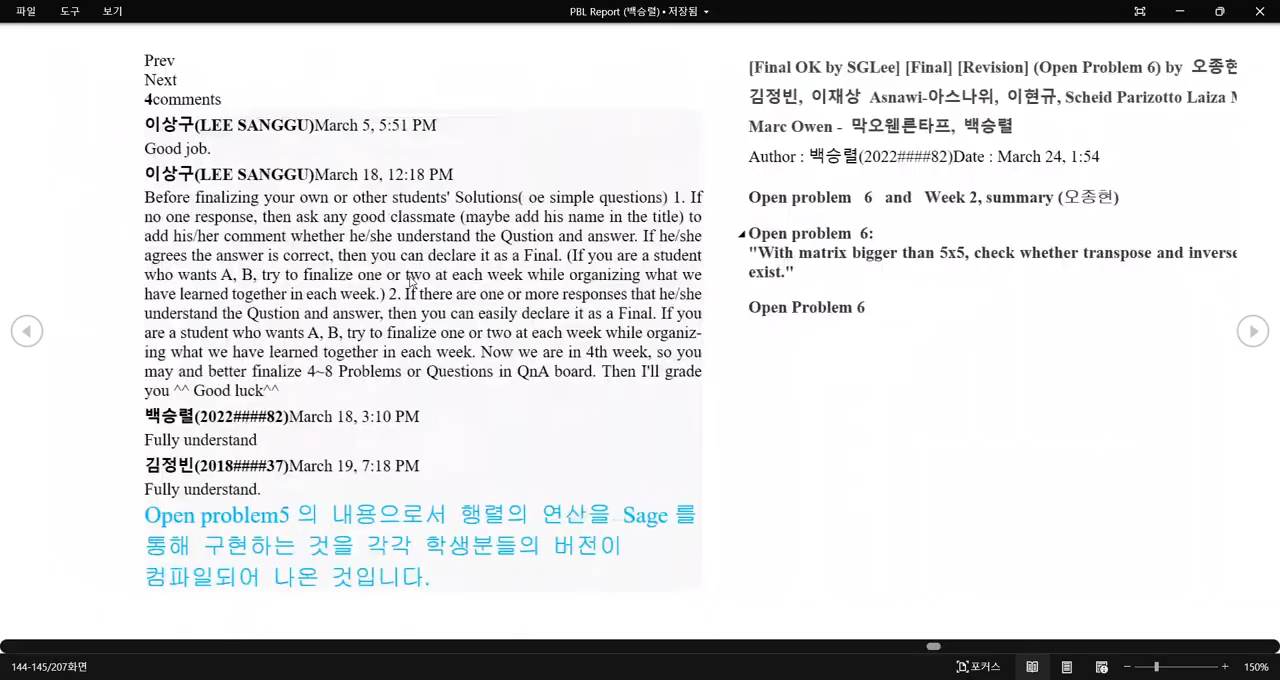 파일 도구 보기
PBL Report (백승렬) • 저장됨
Prev
Next
4comments
이상구(LEE SANGGU)March 5, 5:51 PM
Good job.
이상구(LEE SANGGU)March 18, 12:18 PM
Before finalizing your own or other students' Solutions( oe simple questions) 1. If
no one response, then ask any good classmate (maybe add his name in the title) to
add his/her comment whether he/she understand the Qustion and answer. If he/she
agrees the answer is correct, then you can declare it as a Final. (If you are a student
who wants A, B, try to finalize one or two at each week while organizing what we
have learned together in each week.) 2. If there are one or more responses that he/she
understand the Qustion and answer, then you can easily declare it as a Final. If you
are a student who wants A, B, try to finalize one or two at each week while organiz-
ing what we have learned together in each week. Now we are in 4th week, so you
may and better finalize 4~8 Problems or Questions in QnA board. Then I'll grade
you ^^ Good luck^^
백승렬(2022####82)March 18, 3:10 PM
Fully understand
김정빈(2018####37)March 19, 7:18 PM
Fully understand.
Open problem5 의 내용으로서 행렬의 연산을 Sage 를
통해 구현하는 것을 각각 학생분들의 버전이
컴파일되어 나온 것입니다.
[Final OK by SGLee] [Final] [Revision] (Open Problem 6) by 오종현
김정빈, 이재상 Asnawi-아스나위, 이현규, Scheid Parizotto Laiza
Marc Owen - 막오웬른타프, 백승렬
Author : 백승렬(2022####82)Date : March 24, 1:54
Open problem 6 and Week 2, summary (오종현)
Open problem 6:
"With matrix bigger than 5x5, check whether transpose and inverse
exist."
Open Problem 6
144-145/207화면
포커스
150%